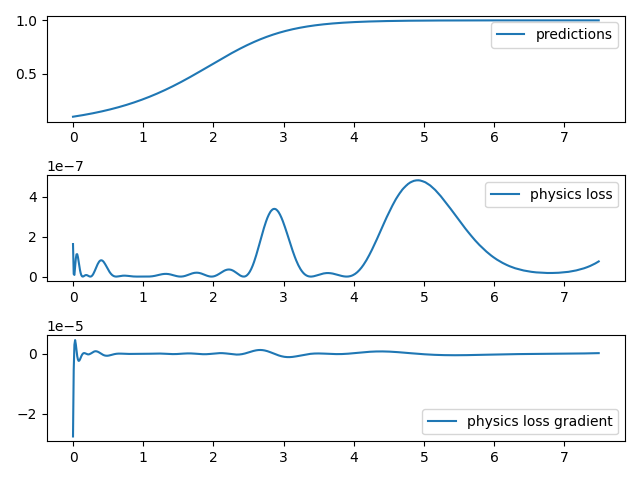 1.0
0.5
predictions
0 1 2 3 4 5 6 7
1e−7
4
2
0
physics loss
0 1 2 3 4 5 6 7
1e−5
0
−2
physics loss gradient
0 1 2 3 4 5 6 7